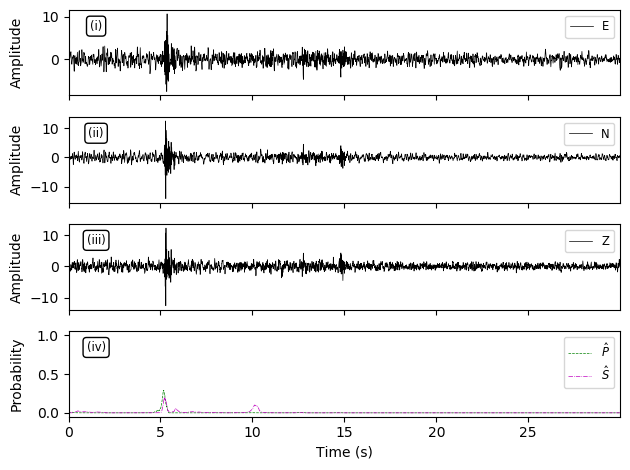 (i)
E
Amplitude
10
0
(ii)
N
Amplitude
10
0
−10
(iii)
Z
Amplitude
10
0
−10
(iv)
P̂
Ŝ
Probability
1.0
0.5
0.0
0 5 10 15 20 25
Time (s)